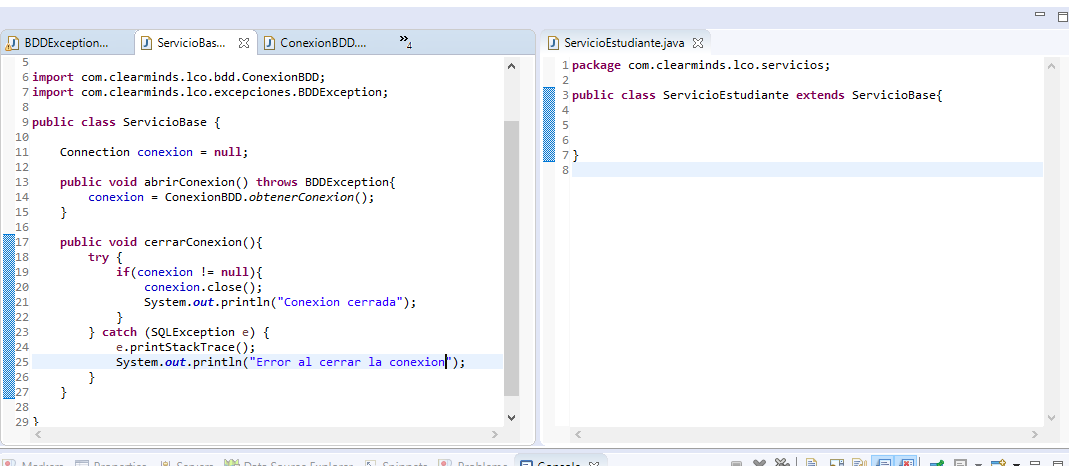 BDDException...
ServicioBas...
ConexionBDD....
»4
5
6 import com.clearminds.lco.bdd.ConexionBDD;
7 import com.clearminds.lco.excepciones.BDDException;
8
9 public class ServicioBase {
10
11     Connection conexion = null;
12
13     public void abrirConexion() throws BDDException{
14         conexion = ConexionBDD.obtenerConexion();
15     }
16
17     public void cerrarConexion(){
18         try {
19             if(conexion != null){
20                 conexion.close();
21                 System.out.println("Conexion cerrada");
22             }
23         } catch (SQLException e) {
24             e.printStackTrace();
25             System.out.println("Error al cerrar la conexion");
26         }
27     }
28
29 }
ServicioEstudiante.java
1 package com.clearminds.lco.servicios;
2
3 public class ServicioEstudiante extends ServicioBase{
4
5
6
7 }
8
Markers
Properties
Servers
Data Source Explorer
Snippets
Problems
Console